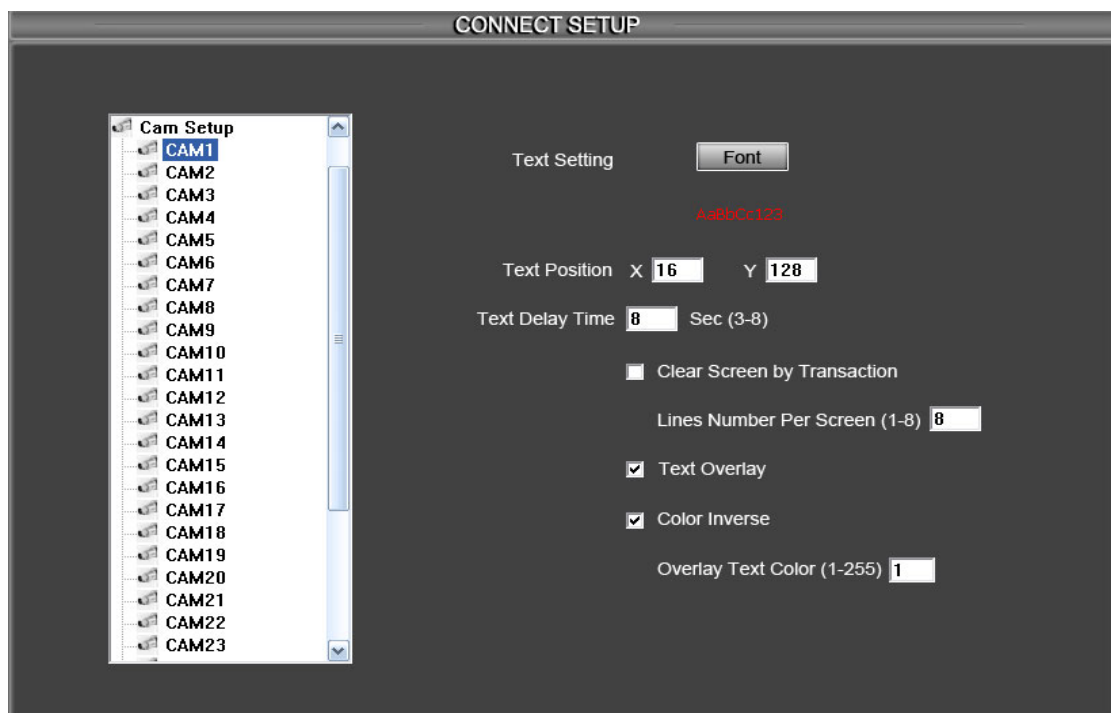 CONNECT SETUP
Cam Setup
CAM1
CAM2
CAM3
CAM4
CAM5
CAM6
CAM7
CAM8
CAM9
CAM10
CAM11
CAM12
CAM13
CAM14
CAM15
CAM16
CAM17
CAM18
CAM19
CAM20
CAM21
CAM22
CAM23
Text Setting Font
AaBbCc123
Text Position X 16 Y 128
Text Delay Time 8 Sec (3-8)
Clear Screen by Transaction
Lines Number Per Screen (1-8) 8
Text Overlay
Color Inverse
Overlay Text Color (1-255) 1